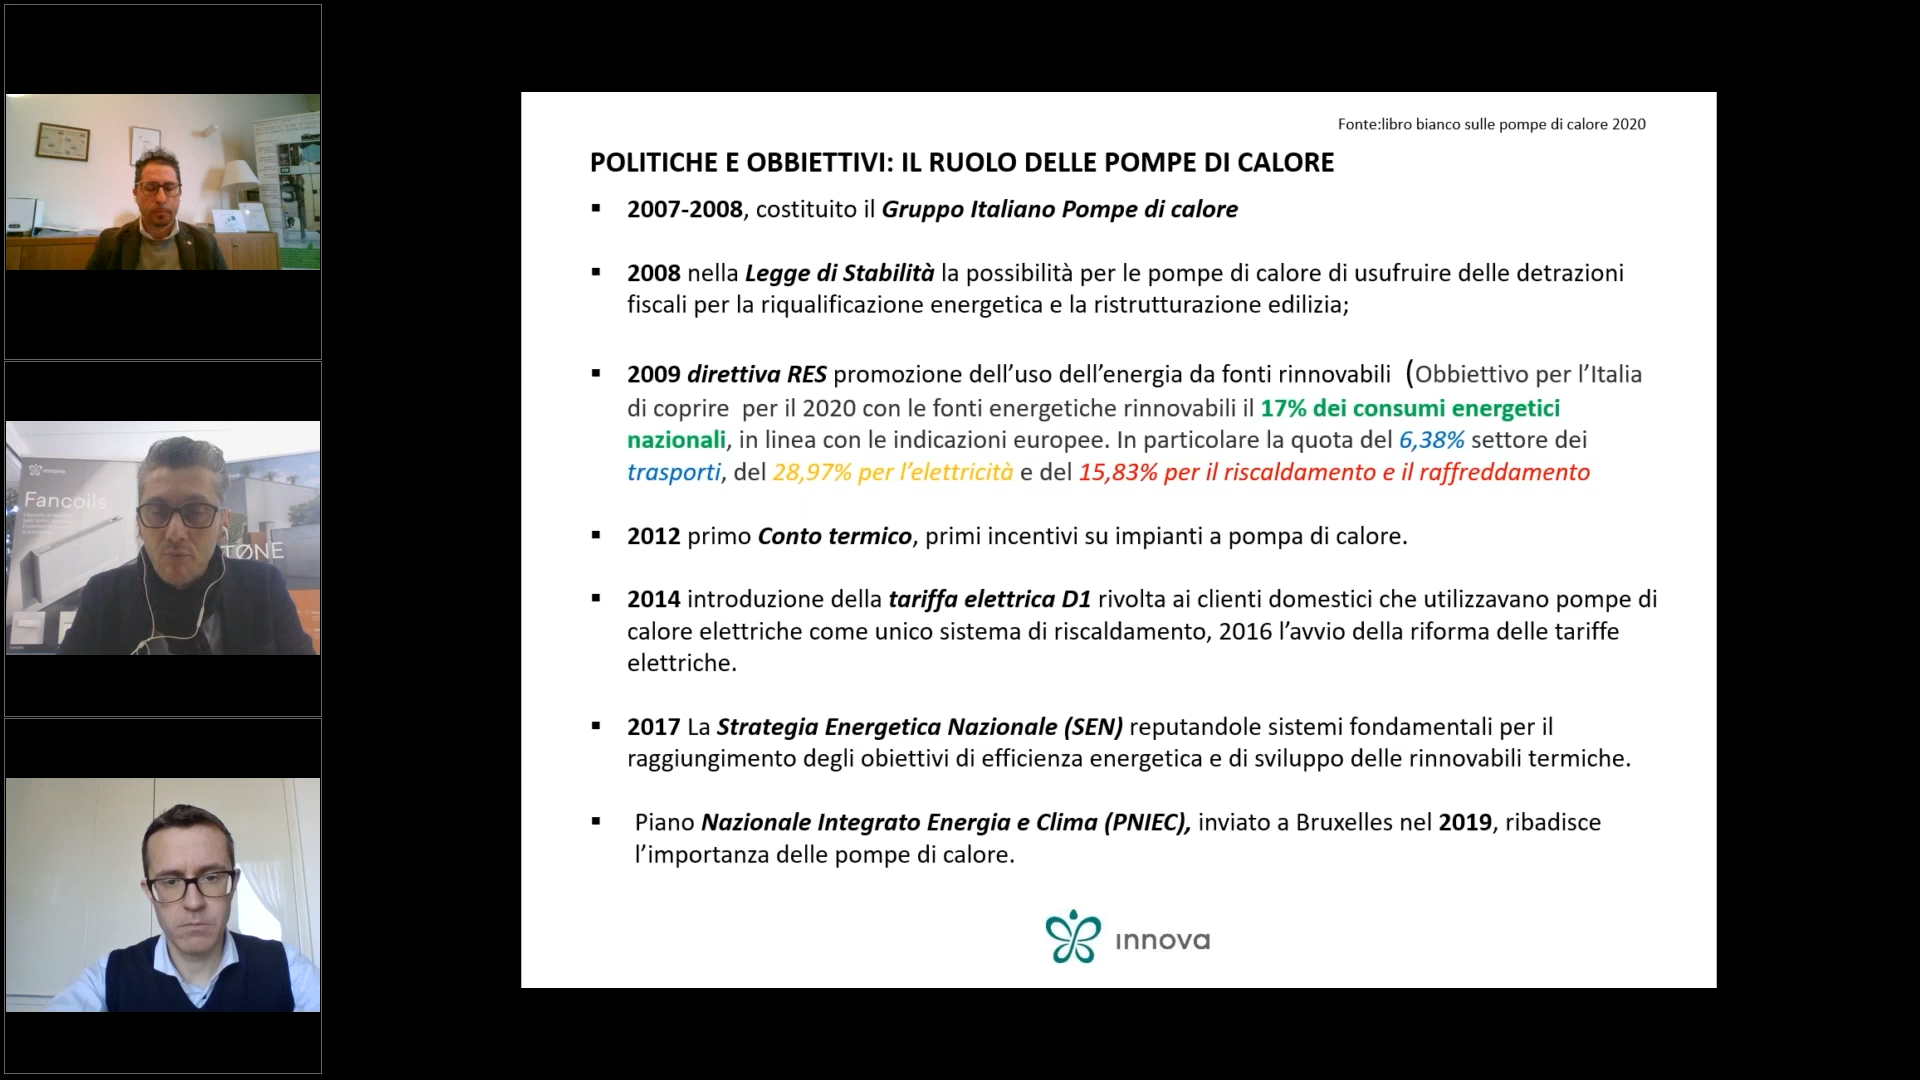 Fonte:libro bianco sulle pompe di calore 2020
POLITICHE E OBBIETTIVI: IL RUOLO DELLE POMPE DI CALORE
▪ 2007-2008, costituito il Gruppo Italiano Pompe di calore
▪ 2008 nella Legge di Stabilità la possibilità per le pompe di calore di usufruire delle detrazioni
fiscali per la riqualificazione energetica e la ristrutturazione edilizia;
▪ 2009 direttiva RES promozione dell’uso dell’energia da fonti rinnovabili (Obbiettivo per l’Italia
di coprire per il 2020 con le fonti energetiche rinnovabili il 17% dei consumi energetici
nazionali, in linea con le indicazioni europee. In particolare la quota del 6,38% settore dei
trasporti, del 28,97% per l’elettricità e del 15,83% per il riscaldamento e il raffreddamento
▪ 2012 primo Conto termico, primi incentivi su impianti a pompa di calore.
▪ 2014 introduzione della tariffa elettrica D1 rivolta ai clienti domestici che utilizzavano pompe di
calore elettriche come unico sistema di riscaldamento, 2016 l’avvio della riforma delle tariffe
elettriche.
▪ 2017 La Strategia Energetica Nazionale (SEN) reputandole sistemi fondamentali per il
raggiungimento degli obiettivi di efficienza energetica e di sviluppo delle rinnovabili termiche.
▪ Piano Nazionale Integrato Energia e Clima (PNIEC), inviato a Bruxelles nel 2019, ribadisce
l’importanza delle pompe di calore.
innova
innova
Fancoils
TØNE